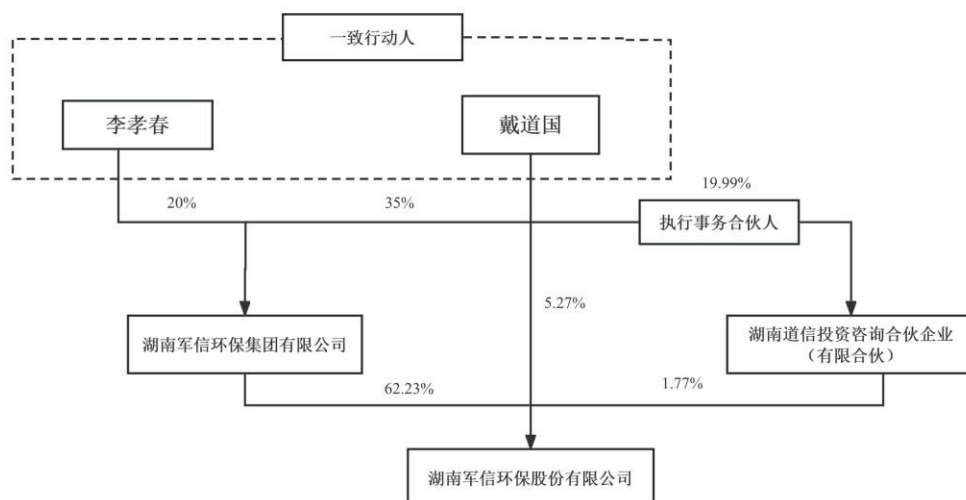 一致行动人
李孝春
戴道国
19.99%
20%
35%
执行事务合伙人
5.27%
湖南军信环保集团有限公司
湖南道信投资咨询合伙企业
（有限合伙）
62.23%
1.77%
湖南军信环保股份有限公司